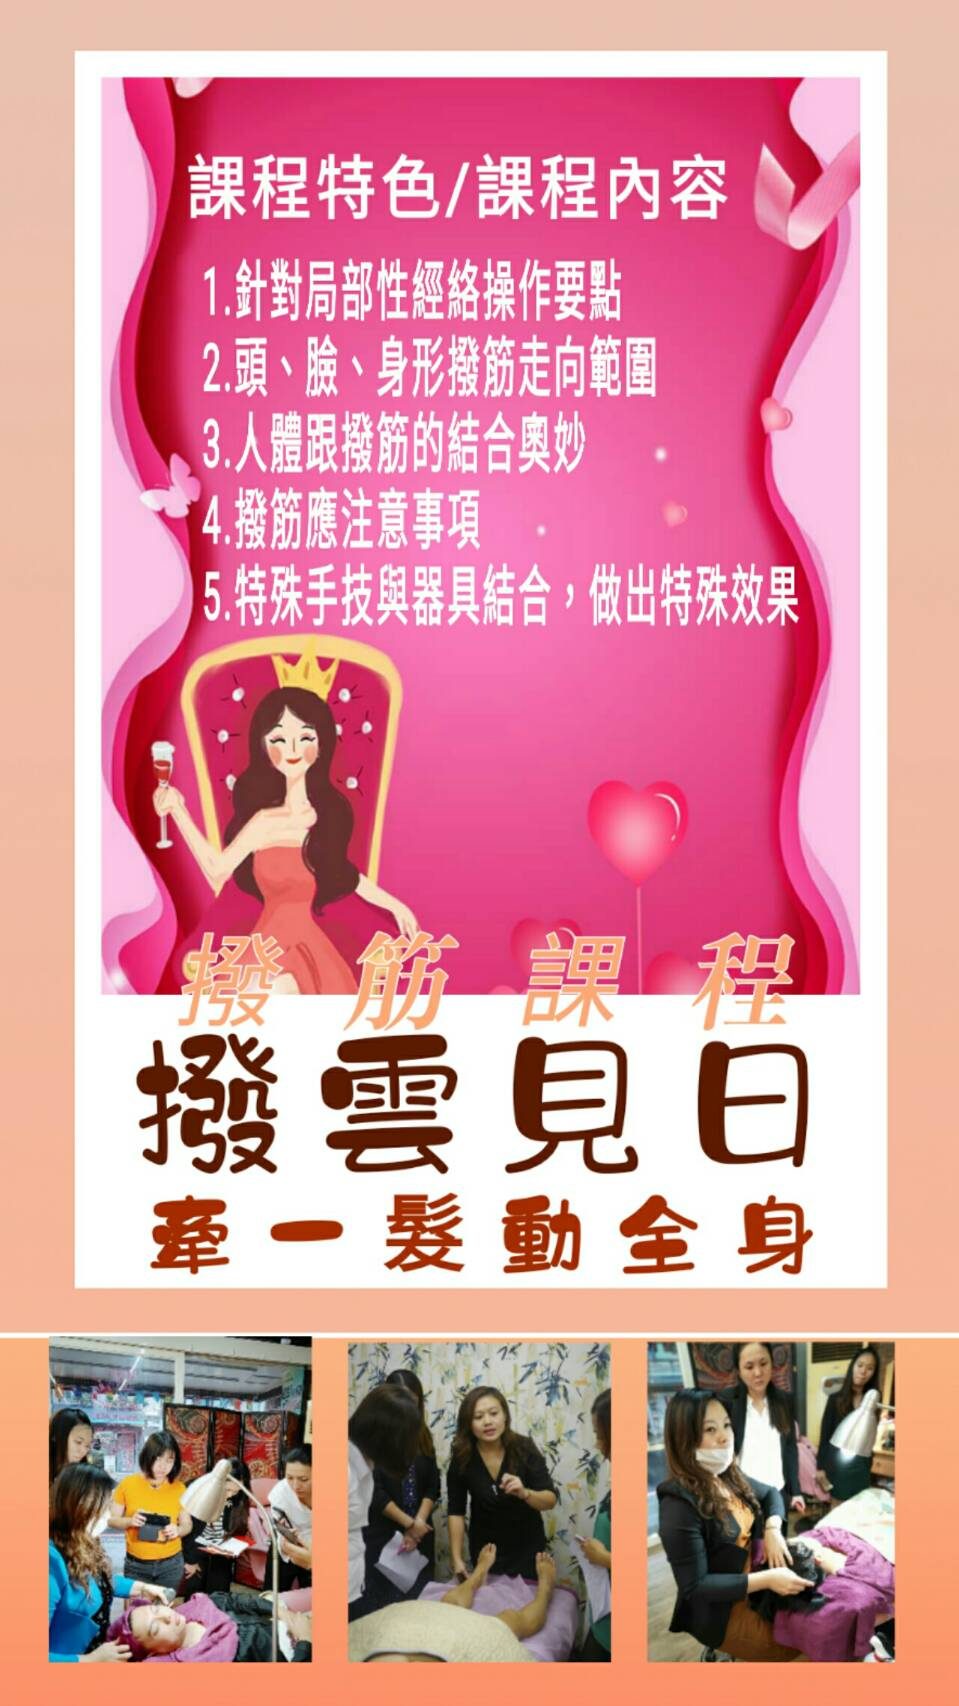 課程特色/課程內容
1.針對局部性經絡操作要點
2.頭、臉、身形撥筋走向範圍
3.人體跟撥筋的結合奧妙
4.撥筋應注意事項
5.特殊手技與器具結合，做出特殊效果
撥筋課程
撥雲見日
牽一髮動全身